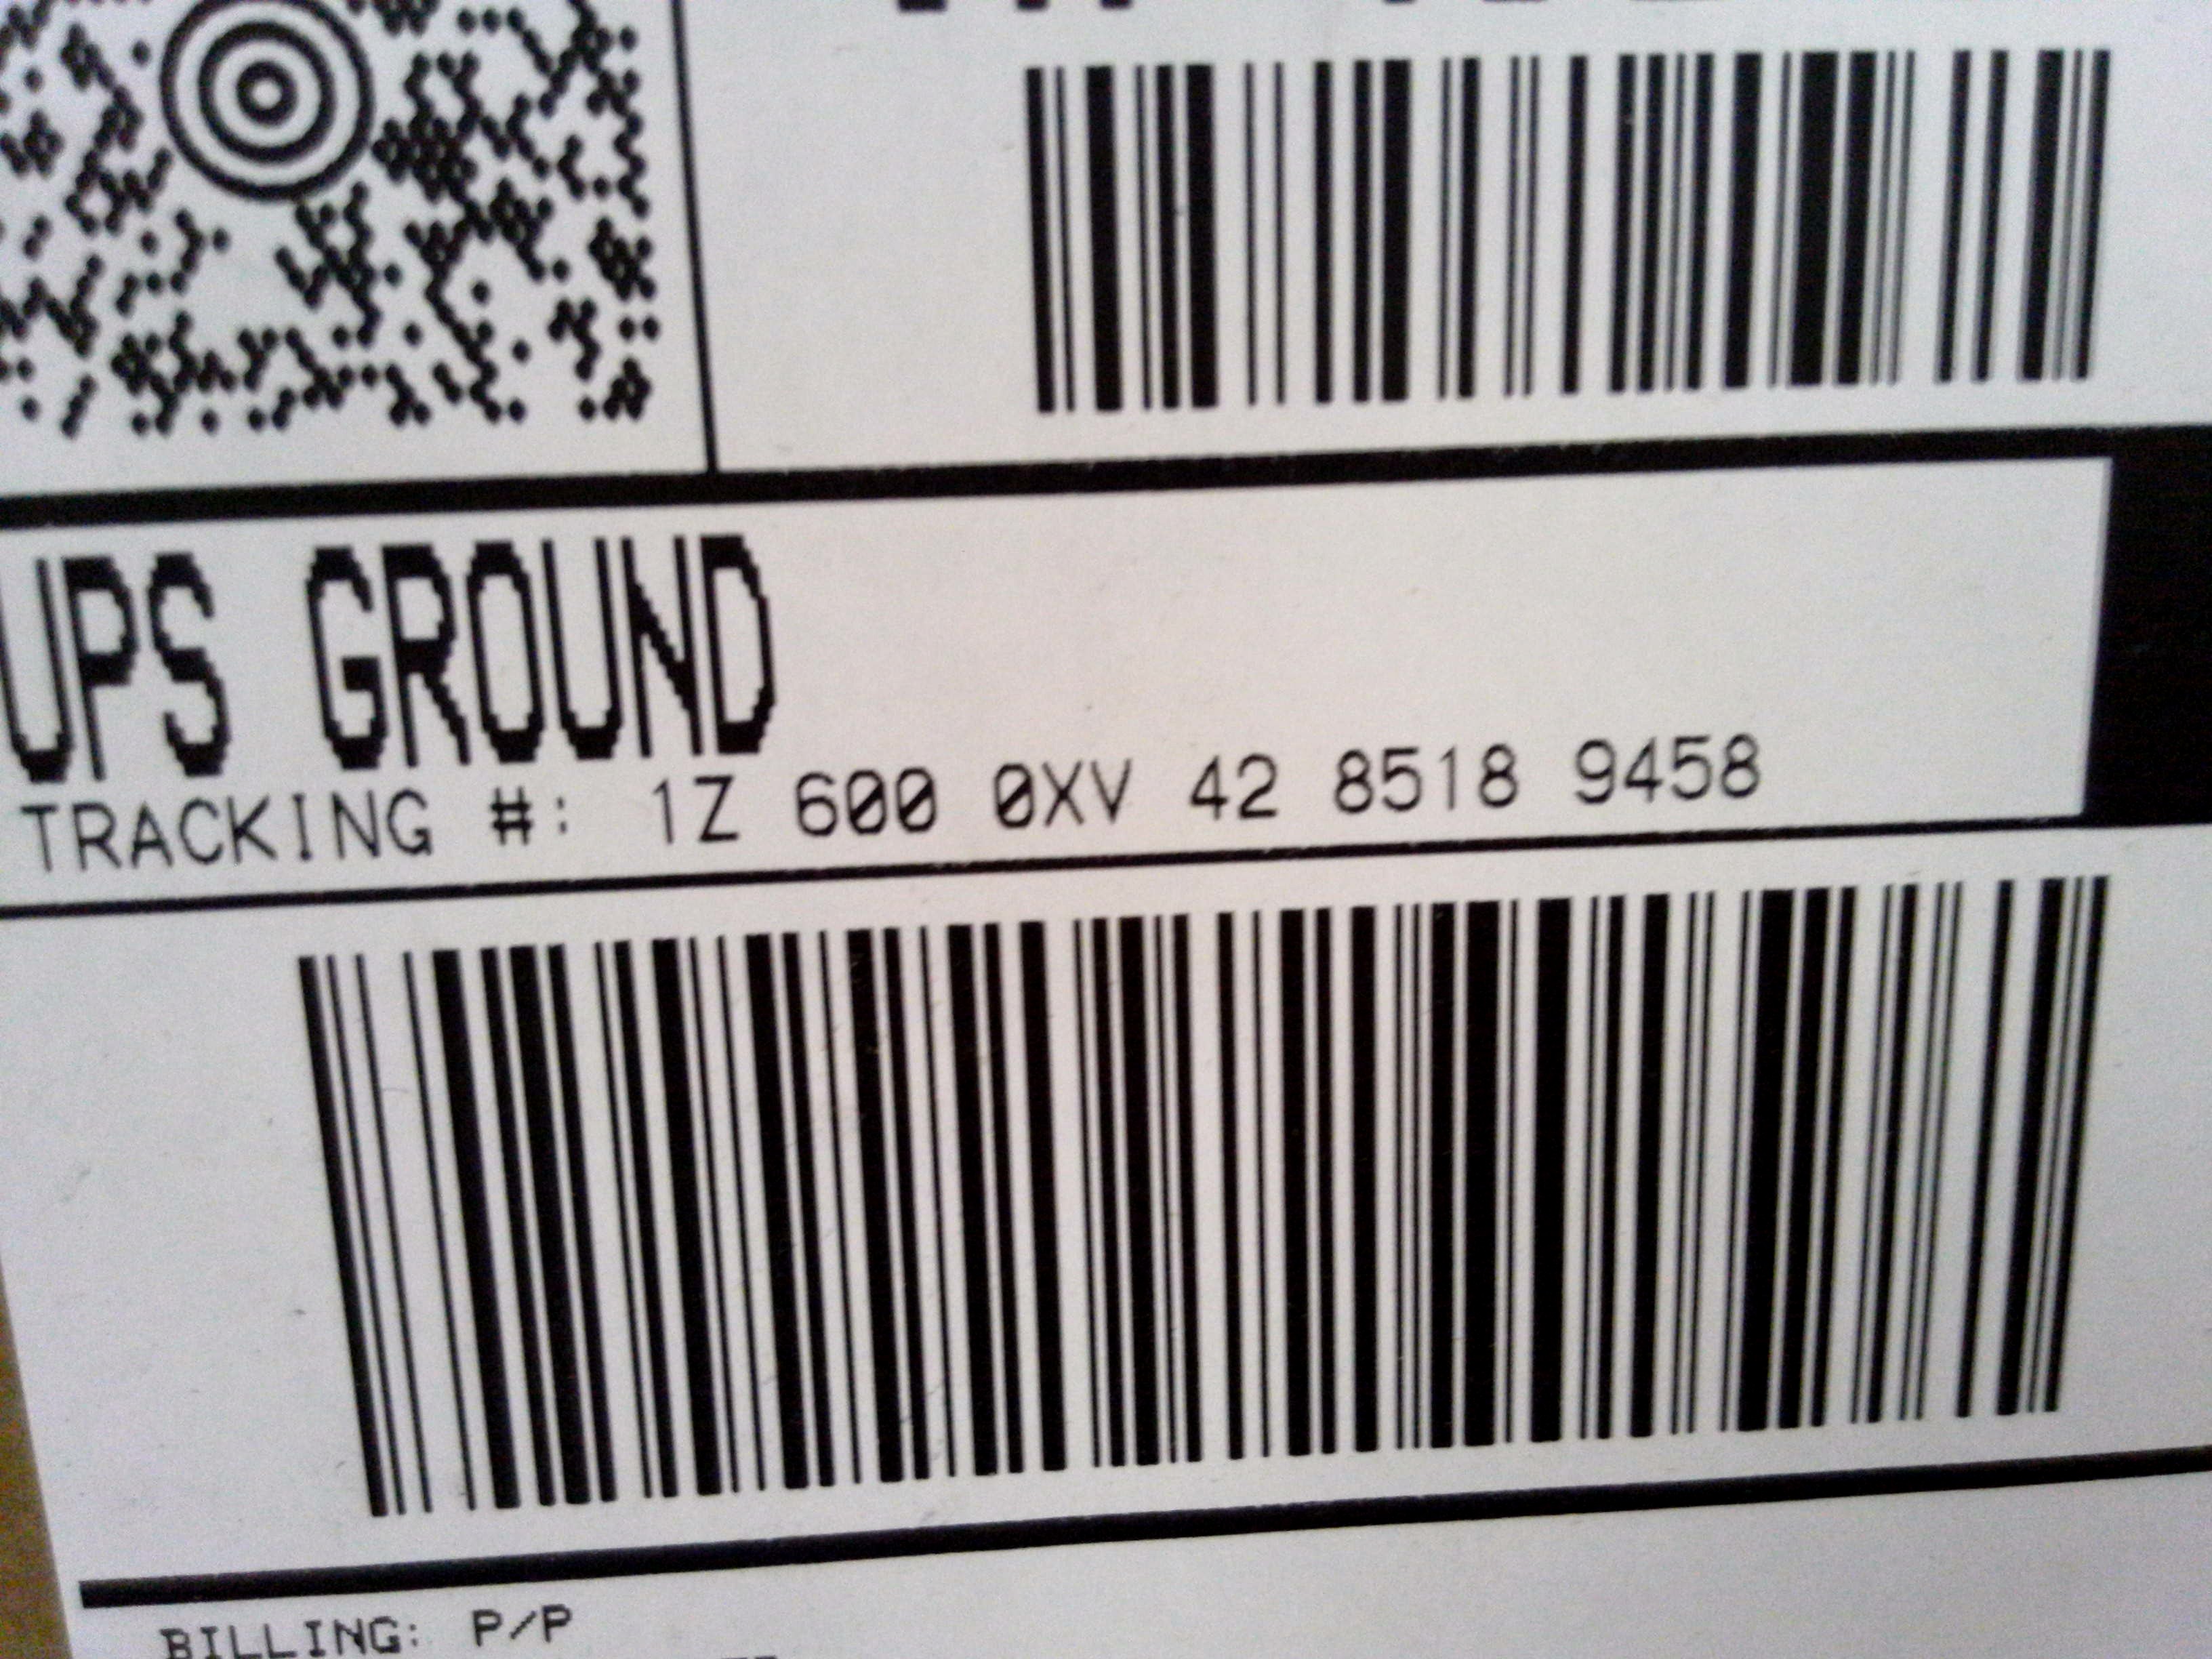 UPS GROUND
TRACKING #: 1Z 600 0XV 42 8518 9458
BILLING: P/P